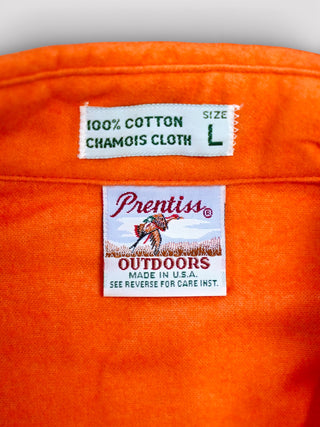 100% COTTON SIZE
CHAMOIS CLOTH L
Prentiss®
OUTDOORS
MADE IN U.S.A.
SEE REVERSE FOR CARE INST.